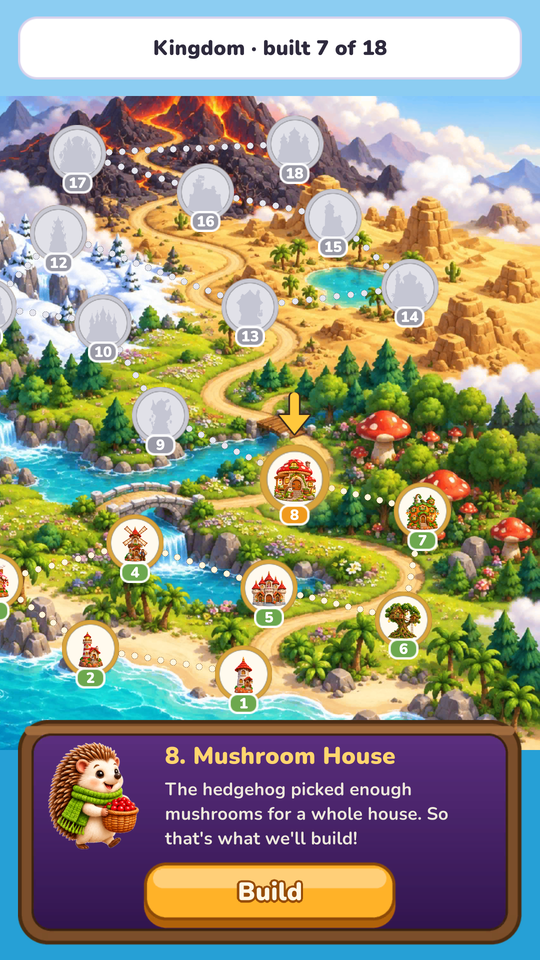 Kingdom · built 7 of 18
17
18
16
15
12
14
13
10
9
8
7
4
5
6
2
1
8. Mushroom House
The hedgehog picked enough
mushrooms for a whole house. So
that's what we'll build!
Build